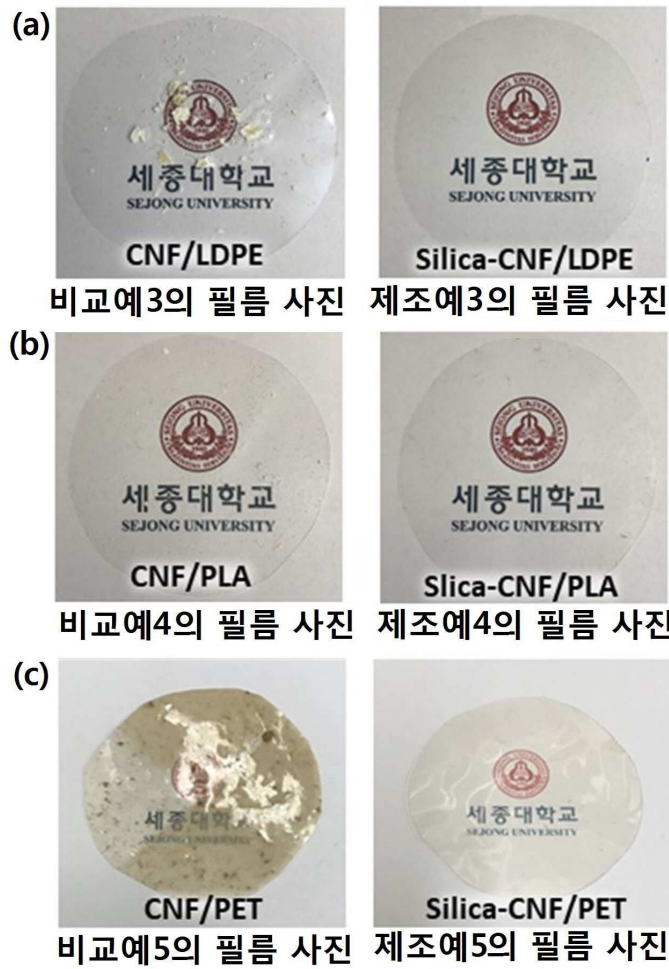 (a)
세종대학교
SEJONG UNIVERSITY
CNF/LDPE
비교예3의 필름 사진
세종대학교
SEJONG UNIVERSITY
Silica-CNF/LDPE
제조예3의 필름 사진
(b)
세종대학교
SEJONG UNIVERSITY
CNF/PLA
비교예4의 필름 사진
세종대학교
SEJONG UNIVERSITY
Slica-CNF/PLA
제조예4의 필름 사진
(c)
세종대학교
SEJONG UNIVERSITY
CNF/PET
비교예5의 필름 사진
세종대학교
SEJONG UNIVERSITY
Silica-CNF/PET
제조예5의 필름 사진